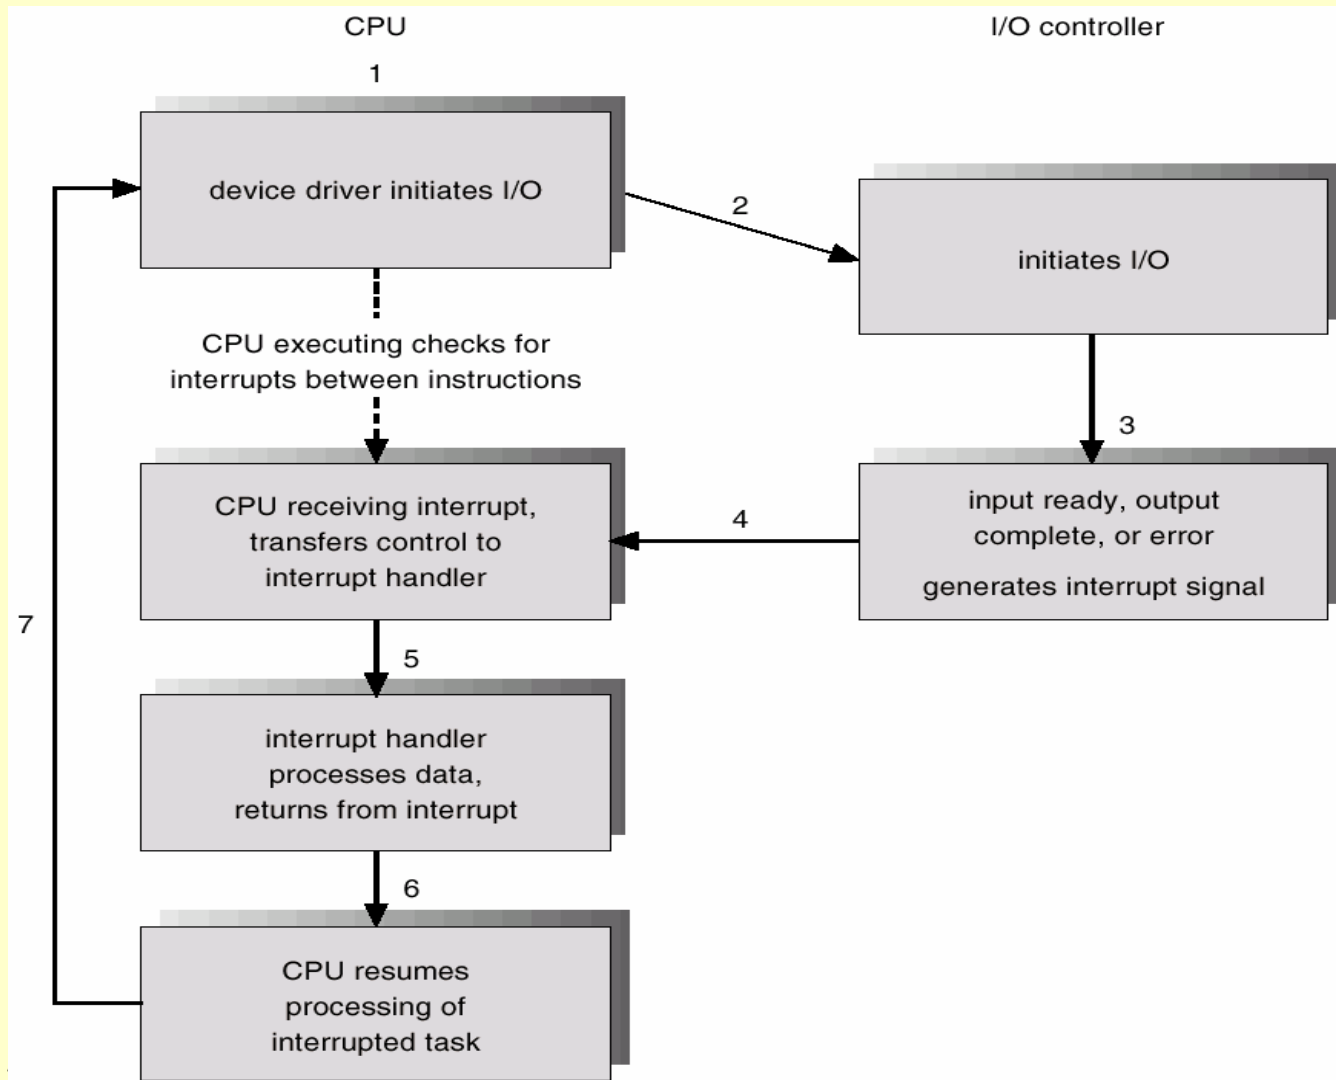 CPU
I/O controller
1
device driver initiates I/O
2
initiates I/O
CPU executing checks for
interrupts between instructions
3
CPU receiving interrupt,
transfers control to
interrupt handler
4
input ready, output
complete, or error
generates interrupt signal
7
5
interrupt handler
processes data,
returns from interrupt
6
CPU resumes
processing of
interrupted task